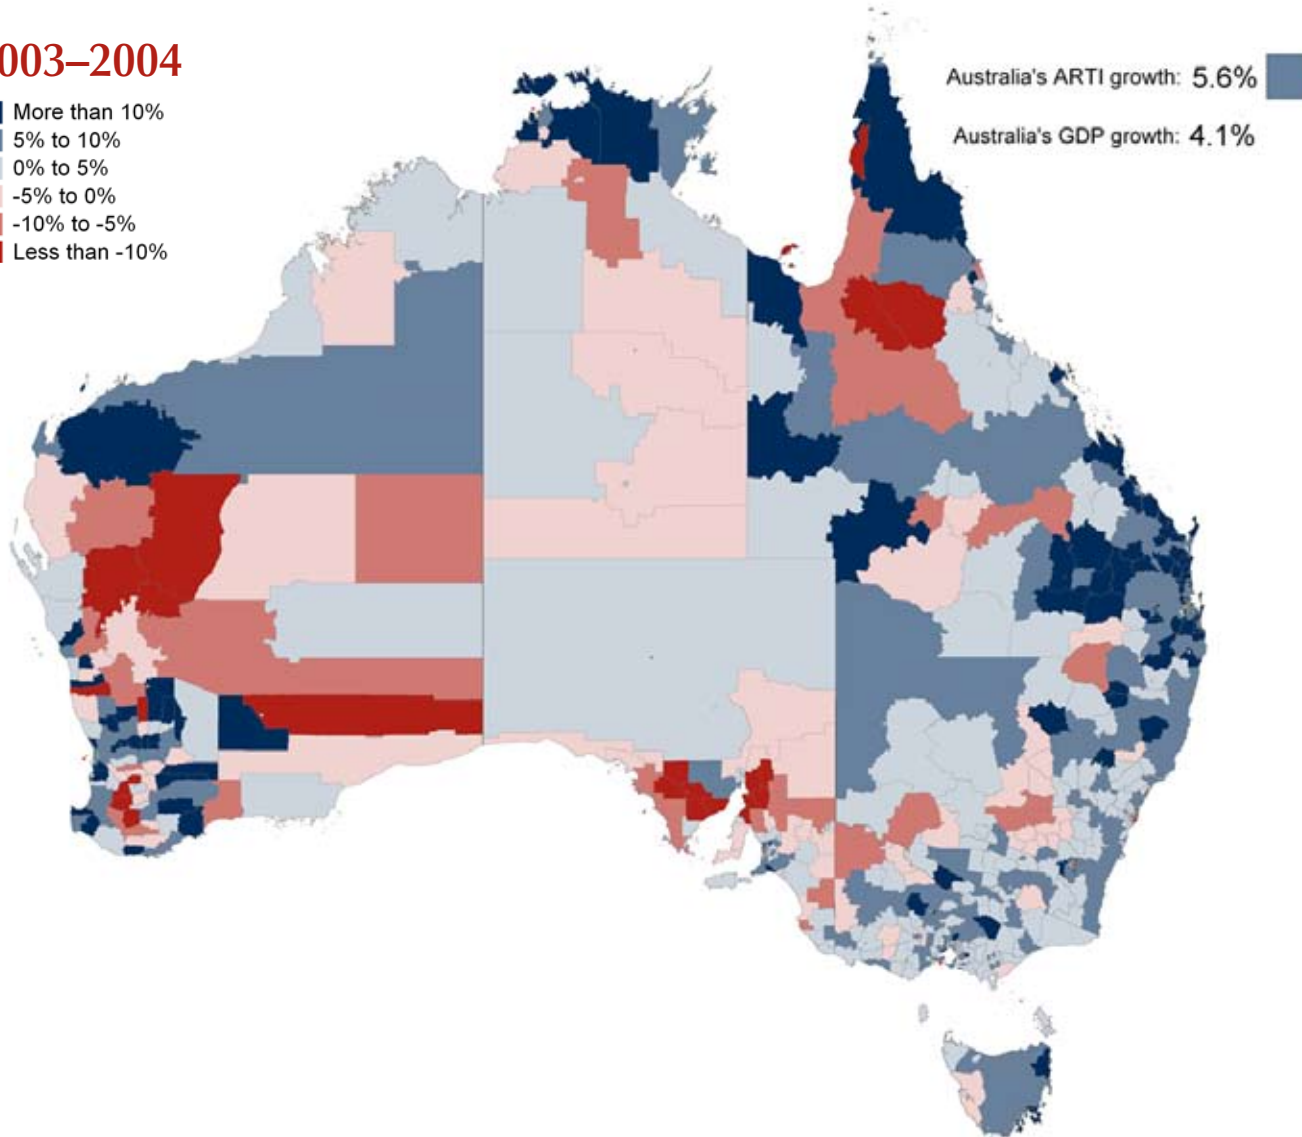 003–2004
More than 10%
5% to 10%
0% to 5%
-5% to 0%
-10% to -5%
Less than -10%
Australia's ARTI growth: 5.6%
Australia's GDP growth: 4.1%